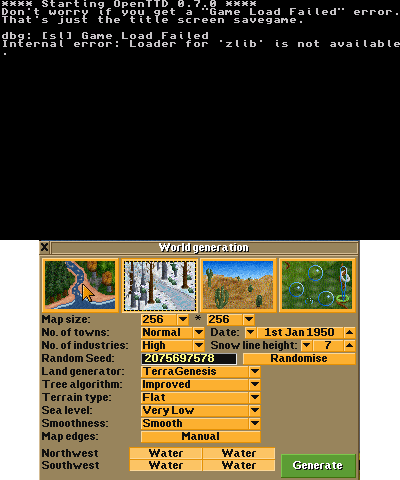 **** Starting OpenTTD 0.7.0 ****
Don't worry if you get a "Game Load Failed" error.
That's just the title screen savegame.
dbg: [sl] Game Load Failed
Internal error: Loader for 'zlib' is not available
.
X World generation
Map size: 256 * 256
No. of towns: Normal Date: 1st Jan 1950
No. of industries: High Snow line height: 7
Random Seed: 2075697578 Randomise
Land generator: TerraGenesis
Tree algorithm: Improved
Terrain type: Flat
Sea level: Very Low
Smoothness: Smooth
Map edges: Manual
Northwest Water Water
Southwest Water Water
Generate